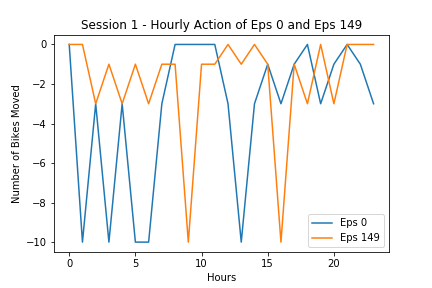 Session 1 - Hourly Action of Eps 0 and Eps 149
Number of Bikes Moved
0
−2
−4
−6
−8
−10
0 5 10 15 20
Hours
Eps 0
Eps 149